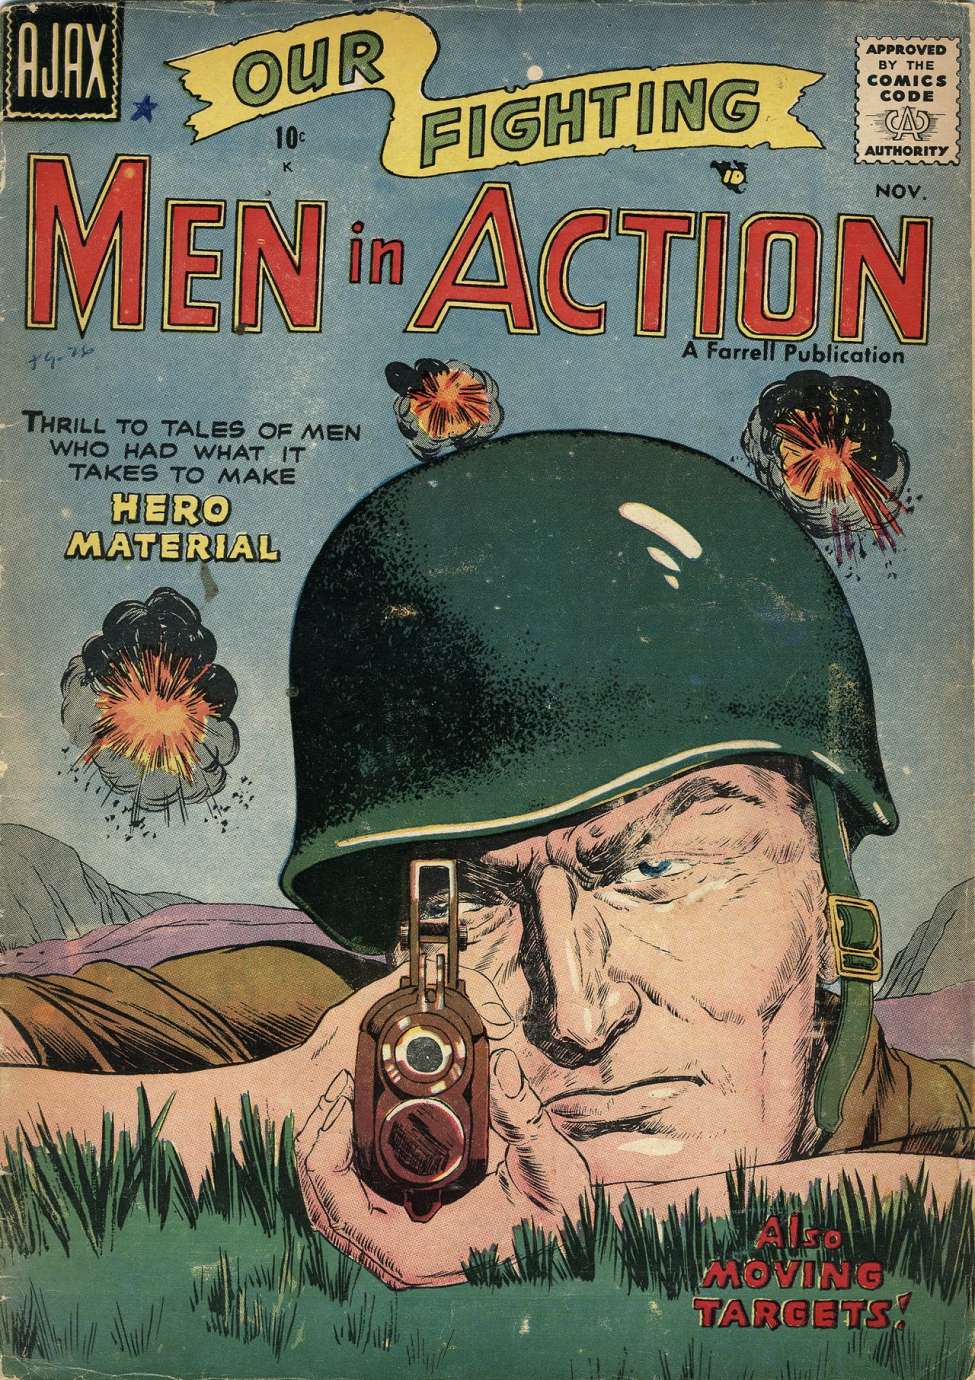 AJAX
OUR
FIGHTING
10¢
K
APPROVED
BY THE
COMICS
CODE
CA
AUTHORITY
ID
NOV.
MEN in ACTION
A Farrell Publication
THRILL TO TALES OF MEN
WHO HAD WHAT IT
TAKES TO MAKE
HERO
MATERIAL
Also
MOVING
TARGETS!